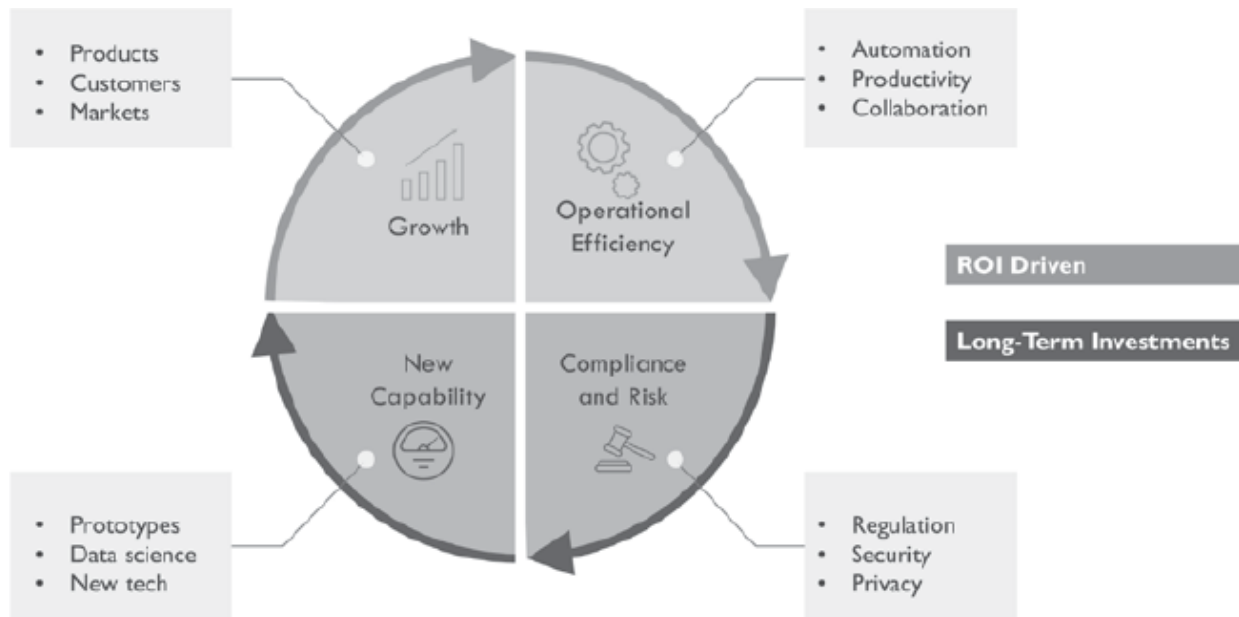 • Products
• Customers
• Markets
• Automation
• Productivity
• Collaboration
Growth
Operational
Efficiency
ROI Driven
Long-Term Investments
New
Capability
Compliance
and Risk
• Prototypes
• Data science
• New tech
• Regulation
• Security
• Privacy